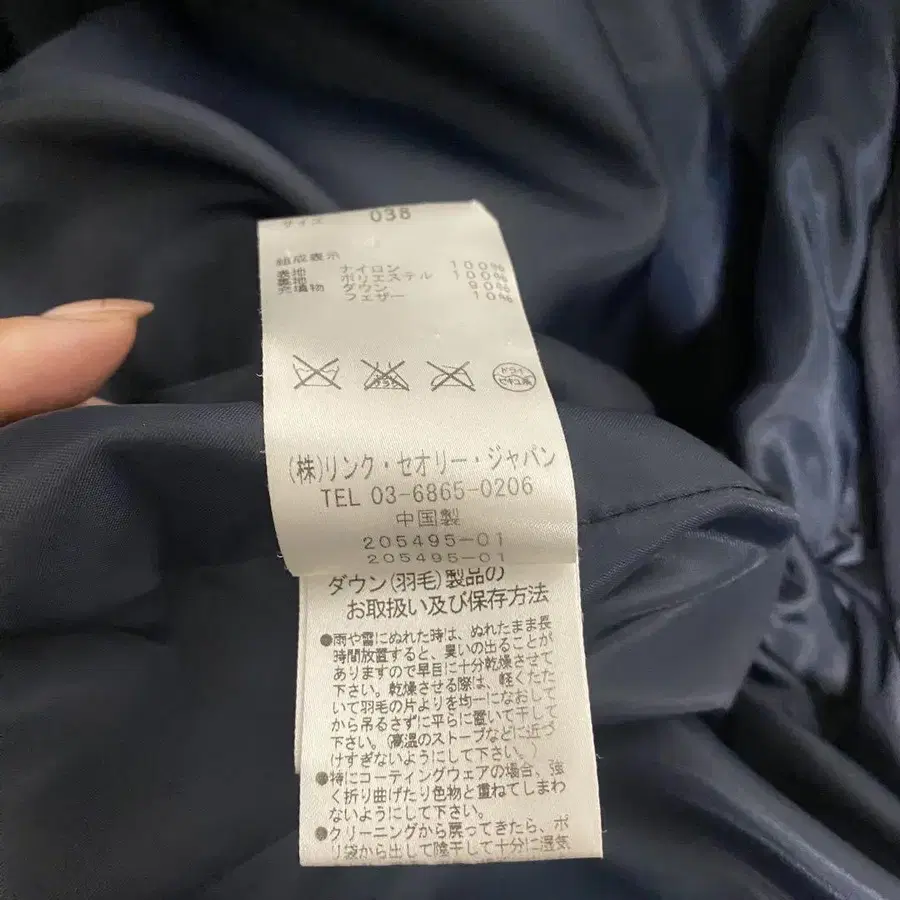 サイズ 038
組成表示
表地 ナイロン 100%
裏地 ポリエステル 100%
充填物 ダウン 90%
フェザー 10%
ドライ
セキユ系
(株)リンク・セオリー・ジャパン
TEL 03-6865-0206
中国製
205495-01
205495-01
ダウン(羽毛)製品の
お取扱い及び保存方法
●雨や雪にぬれた時は、ぬれたまま長
時間放置すると、臭いの出ることが
ありますので早目に十分乾燥させて
下さい。乾燥させる際は、軽くたた
いて羽毛の片よりを均一になおして
から吊るさずに平らに置いて干して
下さい。(高温のストーブなどに近づ
けすぎないようにして下さい。)
●特にコーティングウェアの場合、強
く折り曲げたり色物と重ねてしまわ
ないようにして下さい。
●クリーニングから戻ってきたら、ポ
リ袋から出して陰干して十分に湿気